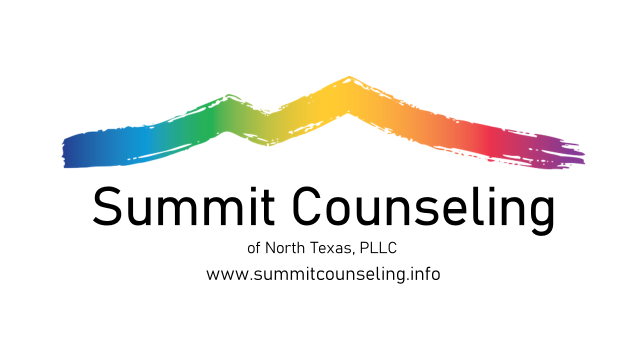 Summit Counseling
of North Texas, PLLC
www.summitcounseling.info